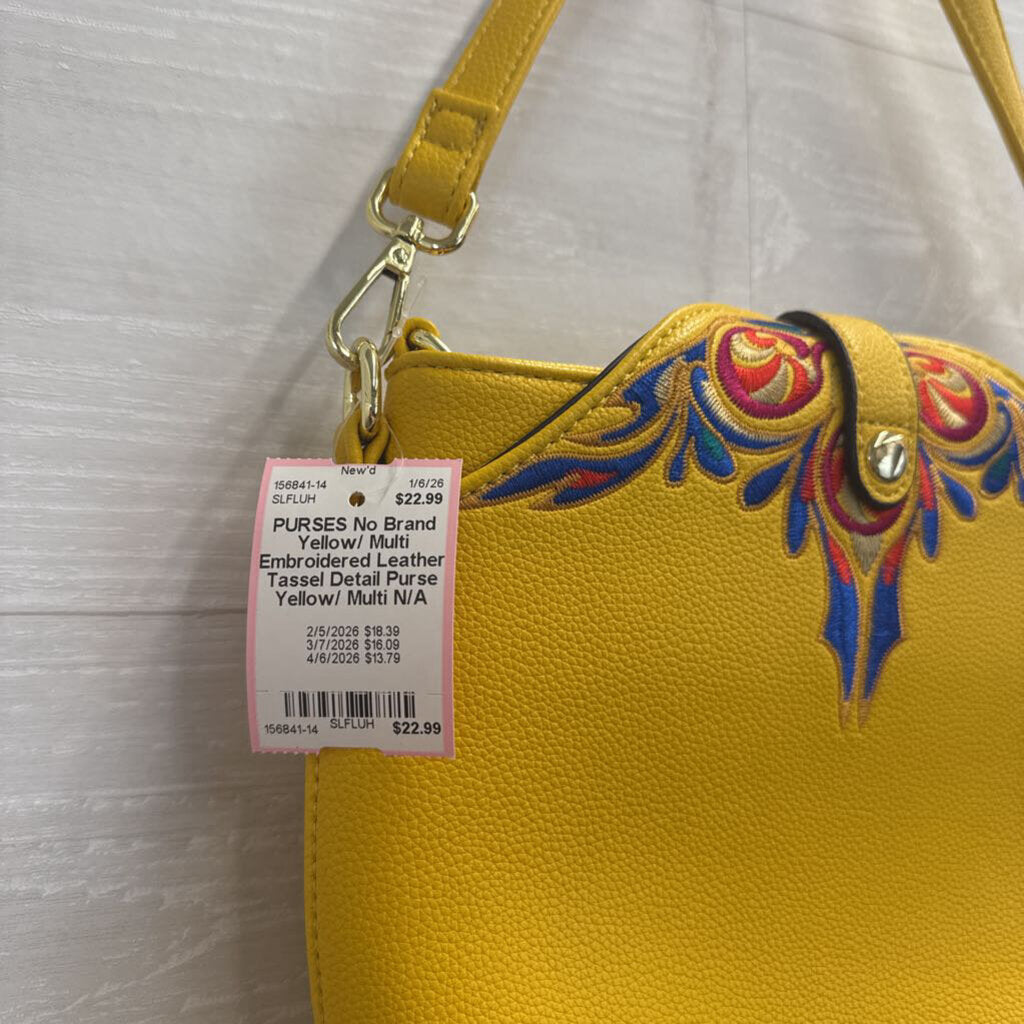 New'd
156841-14 1/6/26
SLFLUH $22.99
PURSES No Brand
Yellow/ Multi
Embroidered Leather
Tassel Detail Purse
Yellow/ Multi N/A
2/5/2026 $18.39
3/7/2026 $16.09
4/6/2026 $13.79
156841-14 SLFLUH $22.99